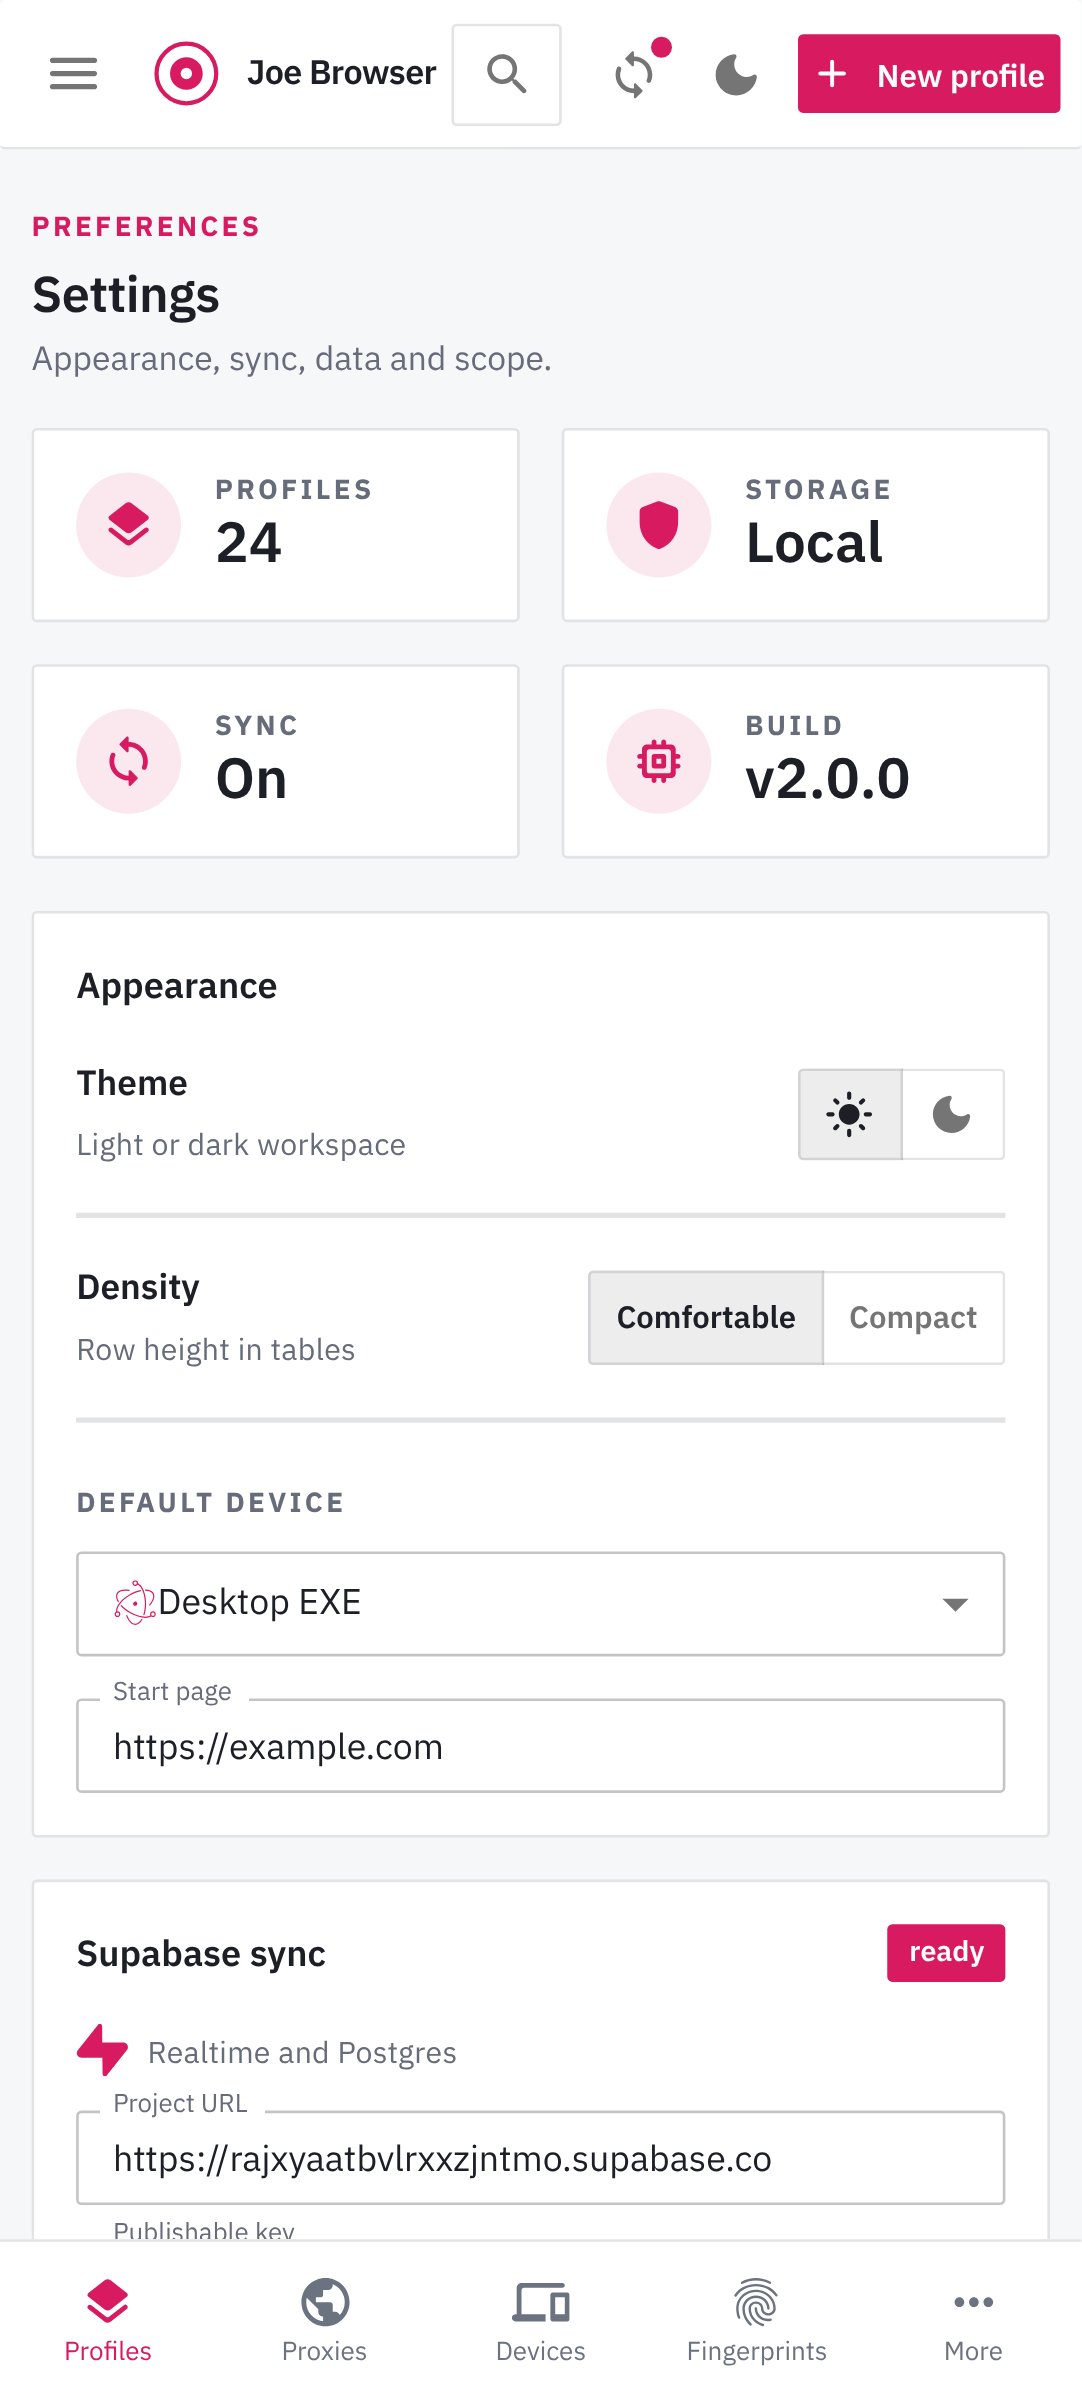 Joe Browser
New profile
PREFERENCES
Settings
Appearance, sync, data and scope.
PROFILES
24
STORAGE
Local
SYNC
On
BUILD
v2.0.0
Appearance
Theme
Light or dark workspace
Density
Row height in tables
Comfortable
Compact
DEFAULT DEVICE
Desktop EXE
Start page
https://example.com
Supabase sync
ready
Realtime and Postgres
Project URL
https://rajxyaatbvlrxxzjntmo.supabase.co
Publishable key
Profiles
Proxies
Devices
Fingerprints
More